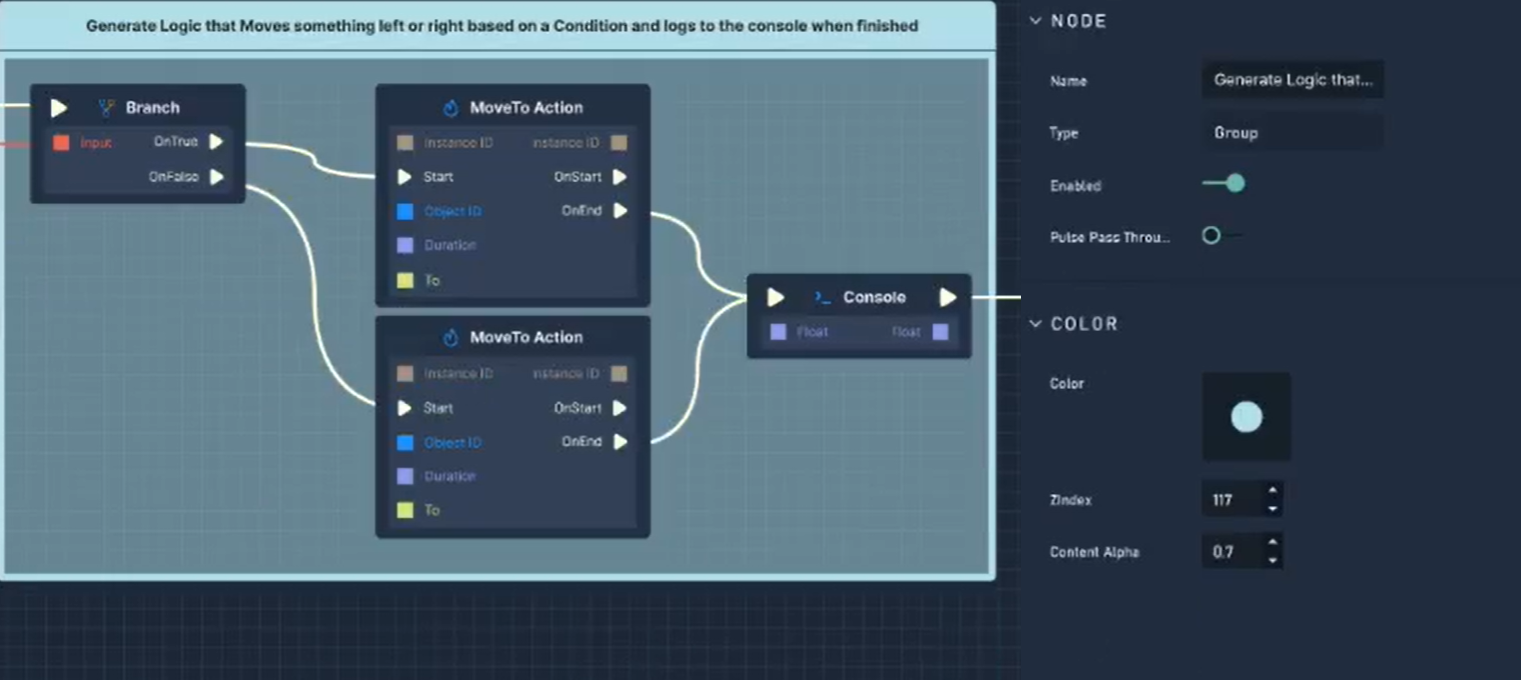 Generate Logic that Moves something left or right based on a Condition and logs to the console when finished
Branch
Input
OnTrue
OnFalse
MoveTo Action
Instance ID
nstance ID
Start
OnStart
Object ID
OnEnd
Duration
To
MoveTo Action
Instance ID
nstance ID
Start
OnStart
Object ID
OnEnd
Duration
To
Console
Float
Float
NODE
Name
Generate Logic that...
Type
Group
Enabled
Pulse Pass Throu...
COLOR
Color
ZIndex
117
Content Alpha
0.7